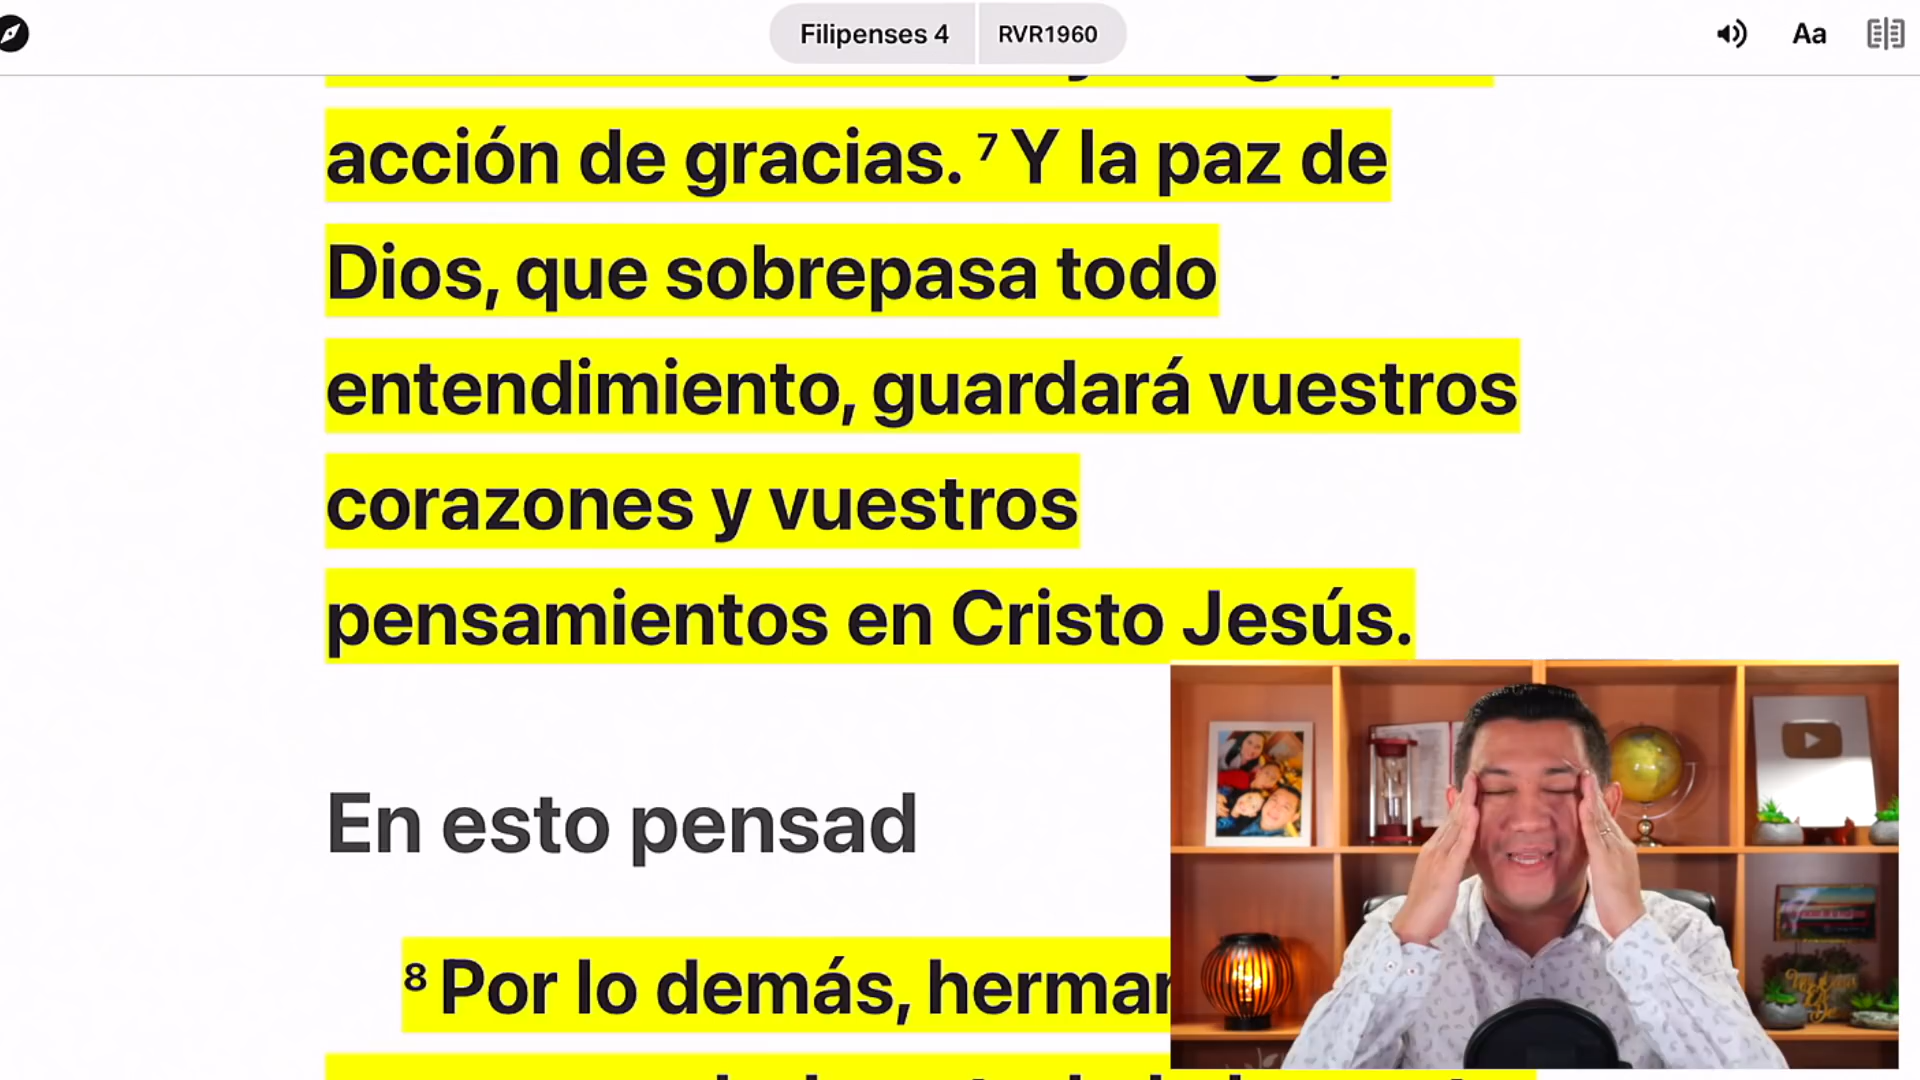 Filipenses 4 RVR1960 Aa
acción de gracias. 7 Y la paz de
Dios, que sobrepasa todo
entendimiento, guardará vuestros
corazones y vuestros
pensamientos en Cristo Jesús.
En esto pensad
8 Por lo demás,